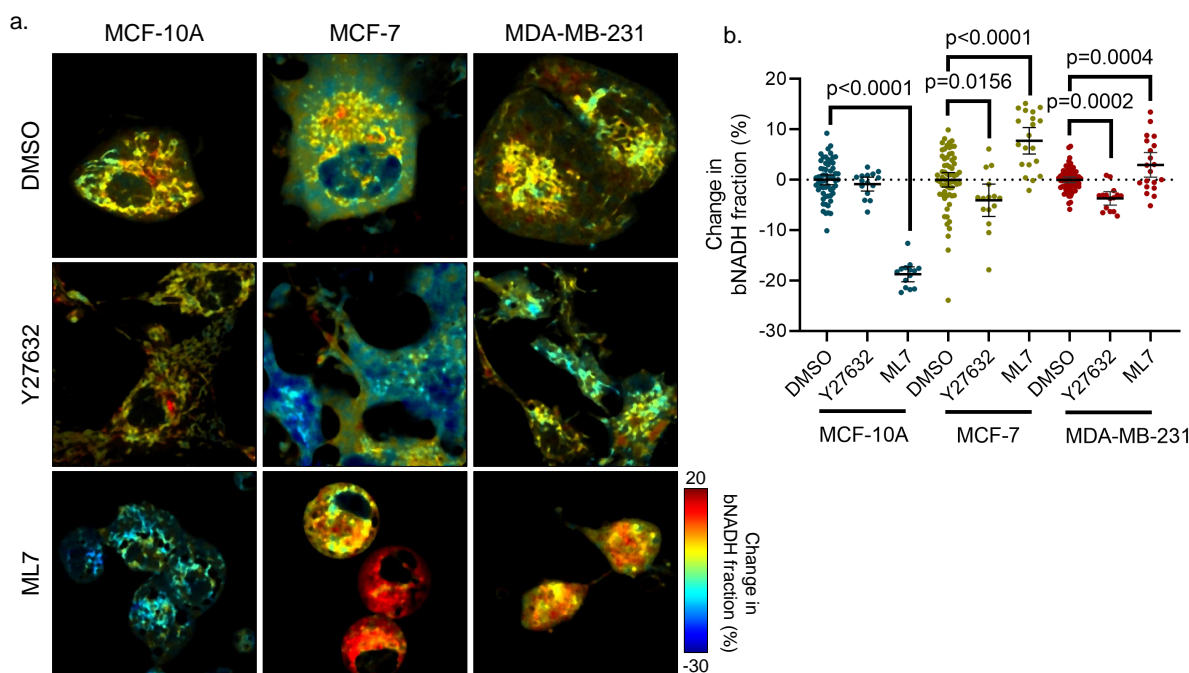 a.
MCF-10A
MCF-7
MDA-MB-231
DMSO
Y27632
ML7
20
Change in
bNADH fraction (%)
-30
b.
p<0.0001
p=0.0156
p<0.0001
p=0.0004
p=0.0002
Change in
bNADH fraction (%)
20
10
0
-10
-20
-30
DMSO
Y27632
ML7
DMSO
Y27632
ML7
DMSO
Y27632
ML7
MCF-10A
MCF-7
MDA-MB-231